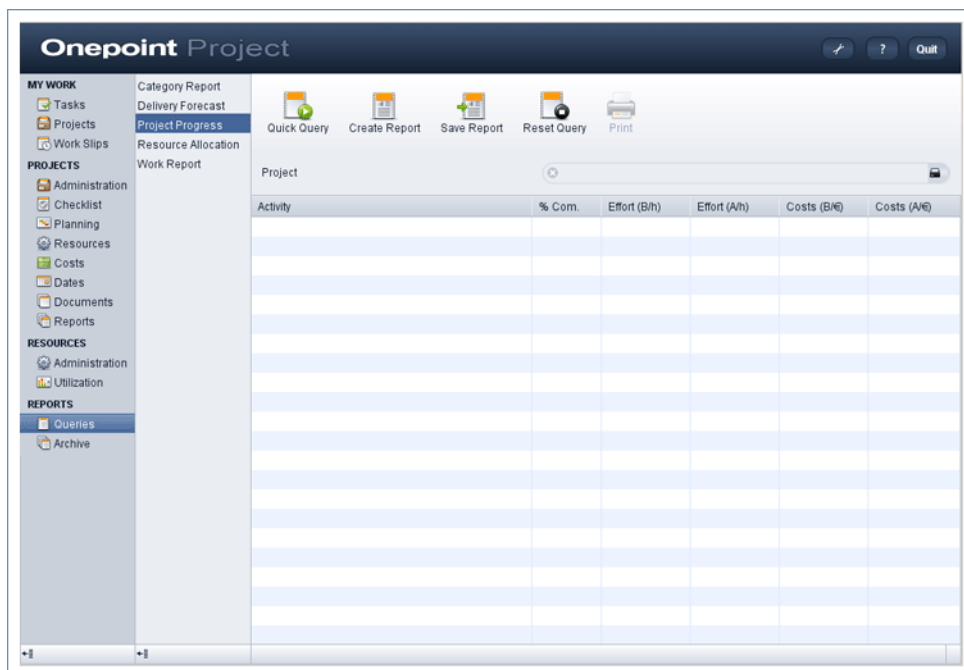 Onepoint Project
? Quit
MY WORK
Tasks
Projects
Work Slips
PROJECTS
Administration
Checklist
Planning
Resources
Costs
Dates
Documents
Reports
RESOURCES
Administration
Utilization
REPORTS
Queries
Archive
Category Report
Delivery Forecast
Project Progress
Resource Allocation
Work Report
Quick Query Create Report Save Report Reset Query Print
Project
Activity % Com. Effort (B/h) Effort (A/h) Costs (B/€) Costs (A/€)